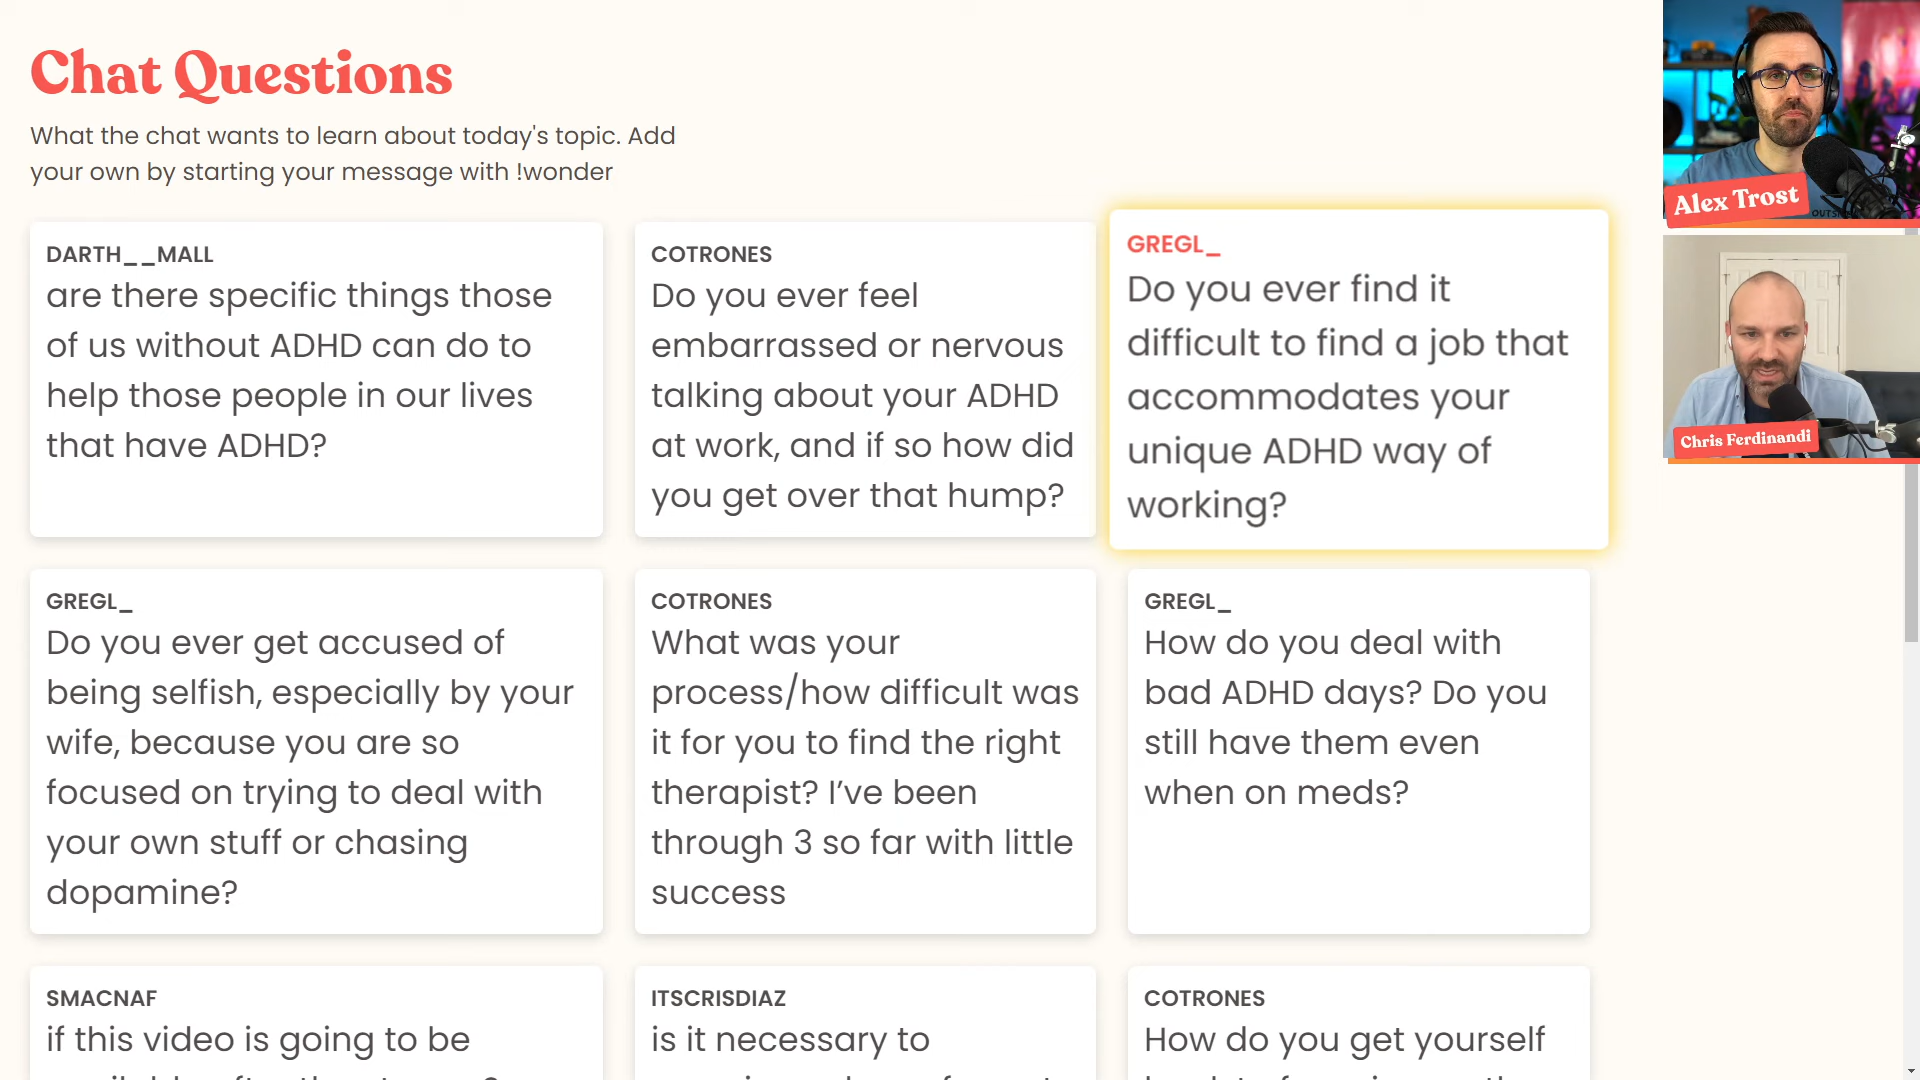 Chat Questions
What the chat wants to learn about today's topic. Add
your own by starting your message with !wonder
DARTH__MALL
are there specific things those
of us without ADHD can do to
help those people in our lives
that have ADHD?
COTRONES
Do you ever feel
embarrassed or nervous
talking about your ADHD
at work, and if so how did
you get over that hump?
GREGL_
Do you ever find it
difficult to find a job that
accommodates your
unique ADHD way of
working?
GREGL_
Do you ever get accused of
being selfish, especially by your
wife, because you are so
focused on trying to deal with
your own stuff or chasing
dopamine?
COTRONES
What was your
process/how difficult was
it for you to find the right
therapist? I’ve been
through 3 so far with little
success
GREGL_
How do you deal with
bad ADHD days? Do you
still have them even
when on meds?
SMACNAF
if this video is going to be
ITSCRISDIAZ
is it necessary to
COTRONES
How do you get yourself
Alex Trost
Chris Ferdinandi